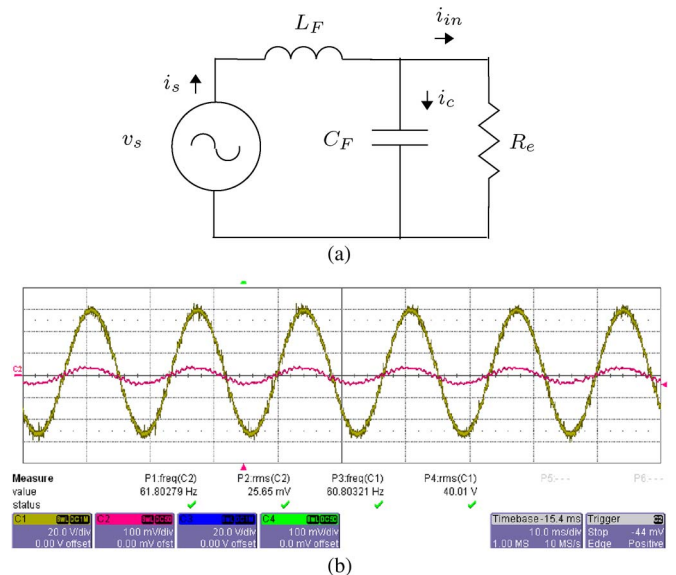 L_F
i_in
i_s
i_c
v_s
C_F
R_e
(a)
C2
Measure P1:freq(C2) P2:rms(C2) P3:freq(C1) P4:rms(C1) P5:--- P6:---
value 61.80279 Hz 25.65 mV 60.80321 Hz 40.01 V
status
C1 C2 C4 Timebase -15.4 ms Trigger C2
20.0 V/div 100 mV/div 20.0 V/div 100 mV/div 10.0 ms/div Stop -44 mV
0.00 V offset 0.00 mV ofst 0.00 V offset 0.0 mV offset 1.00 MS 10 MS/s Edge Positive
(b)